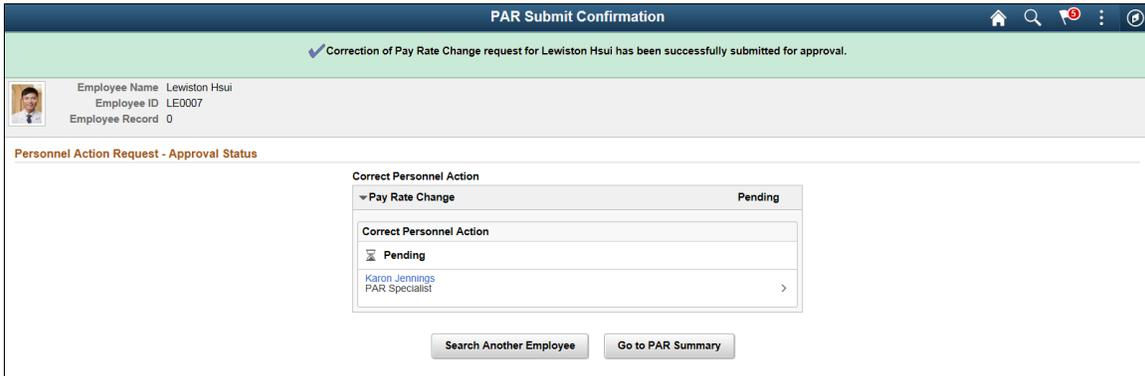 PAR Submit Confirmation
5
Correction of Pay Rate Change request for Lewiston Hsui has been successfully submitted for approval.
Employee Name Lewiston Hsui
Employee ID LE0007
Employee Record 0
Personnel Action Request - Approval Status
Correct Personnel Action
Pay Rate Change Pending
Correct Personnel Action
Pending
Karon Jennings
PAR Specialist
Search Another Employee Go to PAR Summary